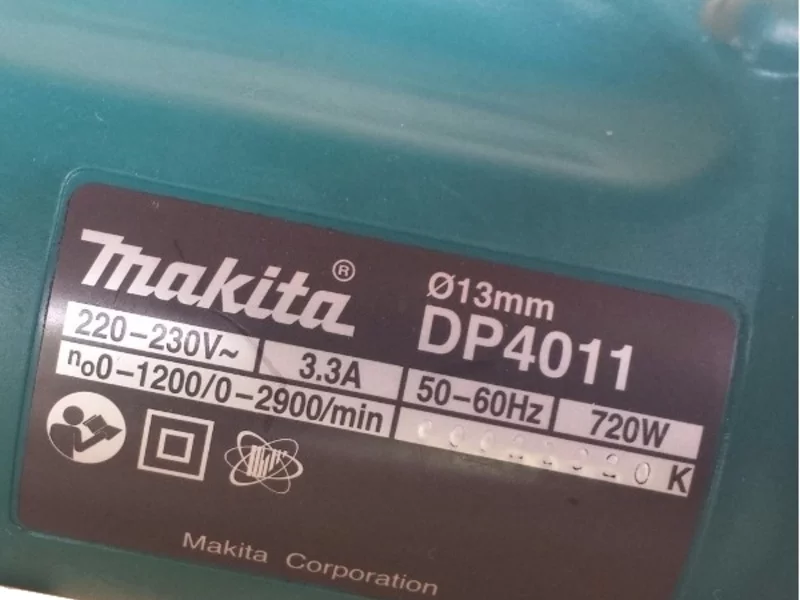 makita®
Ø13mm
DP4011
220–230V~ 3.3A 50–60Hz 720W
n₀0–1200/0–2900/min K
Makita Corporation